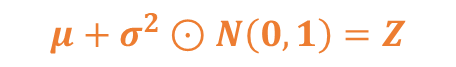 μ + σ² ⊙ N(0, 1) = Z